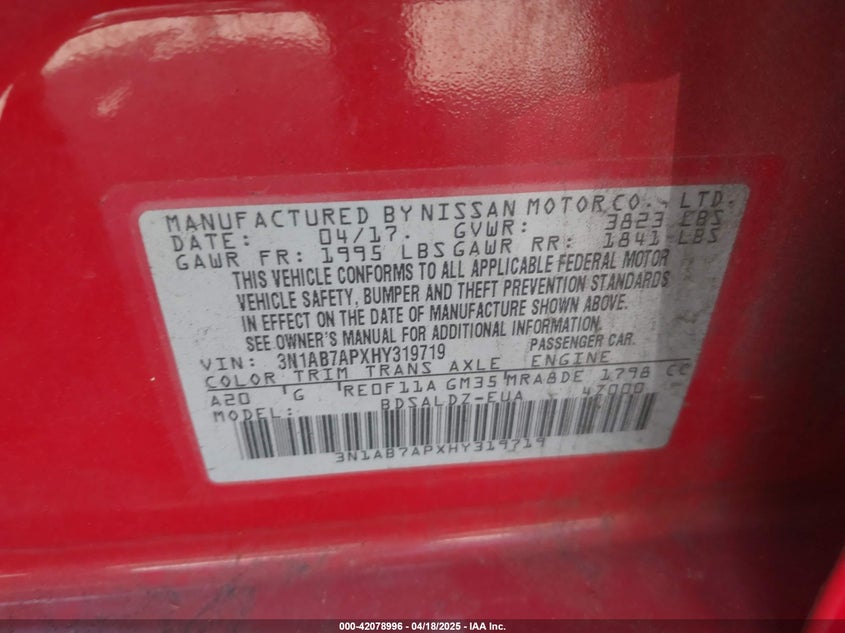 MANUFACTURED BY NISSAN MOTOR CO., LTD.
DATE: 04/17. GVWR: 3823 LBS
GAWR FR: 1995 LBS GAWR RR: 1841 LBS
THIS VEHICLE CONFORMS TO ALL APPLICABLE FEDERAL MOTOR
VEHICLE SAFETY, BUMPER AND THEFT PREVENTION STANDARDS
IN EFFECT ON THE DATE OF MANUFACTURE SHOWN ABOVE.
SEE OWNER'S MANUAL FOR ADDITIONAL INFORMATION.
VIN: 3N1AB7APXHY319719 PASSENGER CAR.
COLOR TRIM TRANS AXLE ENGINE
A20 G RE0F11A GM35 MRA8DE 1798 CC
MODEL: BDSALDZ-EUA 47000
3N1AB7APXHY319719
000-42078996 | 04/18/2025 - IAA Inc.